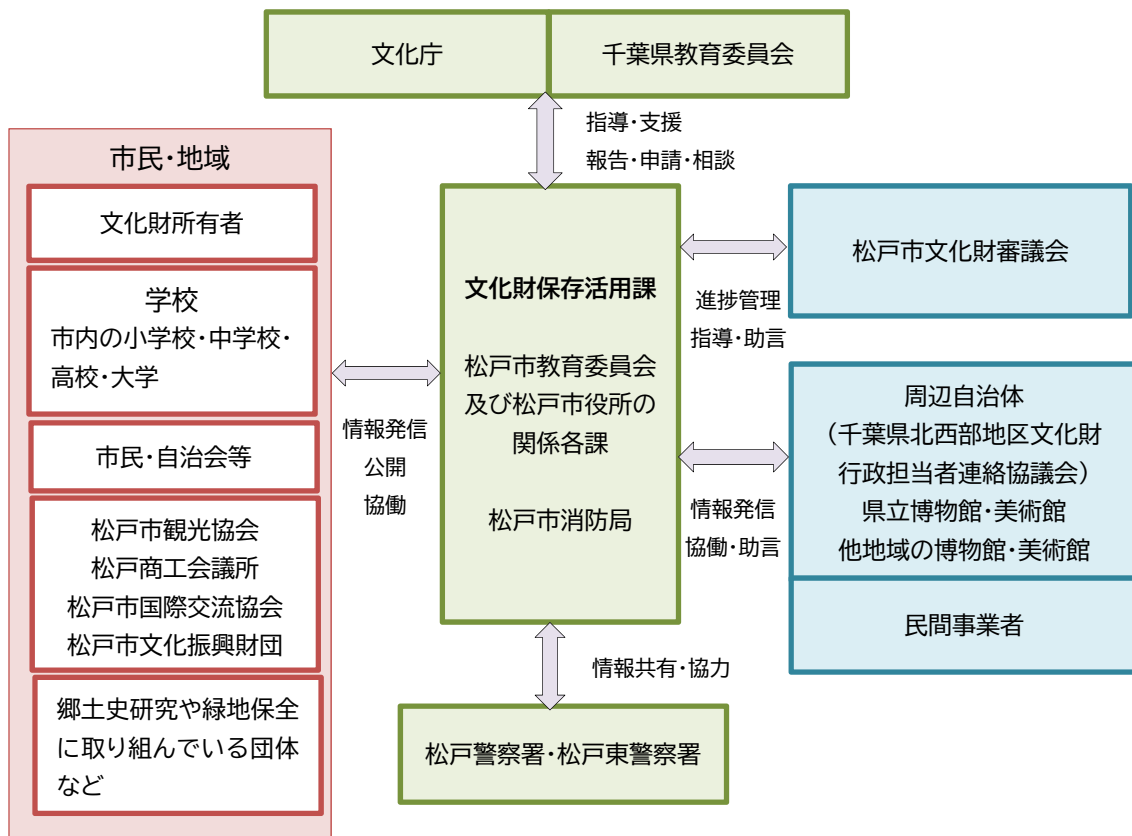 文化庁
千葉県教育委員会
指導・支援
報告・申請・相談
市民・地域
文化財所有者
学校
市内の小学校・中学校・
高校・大学
市民・自治会等
松戸市観光協会
松戸商工会議所
松戸市国際交流協会
松戸市文化振興財団
郷土史研究や緑地保全
に取り組んでいる団体
など
情報発信
公開
協働
文化財保存活用課
松戸市教育委員会
及び松戸市役所の
関係各課
松戸市消防局
進捗管理
指導・助言
松戸市文化財審議会
情報発信
協働・助言
周辺自治体
（千葉県北西部地区文化財
行政担当者連絡協議会）
県立博物館・美術館
他地域の博物館・美術館
民間事業者
情報共有・協力
松戸警察署・松戸東警察署